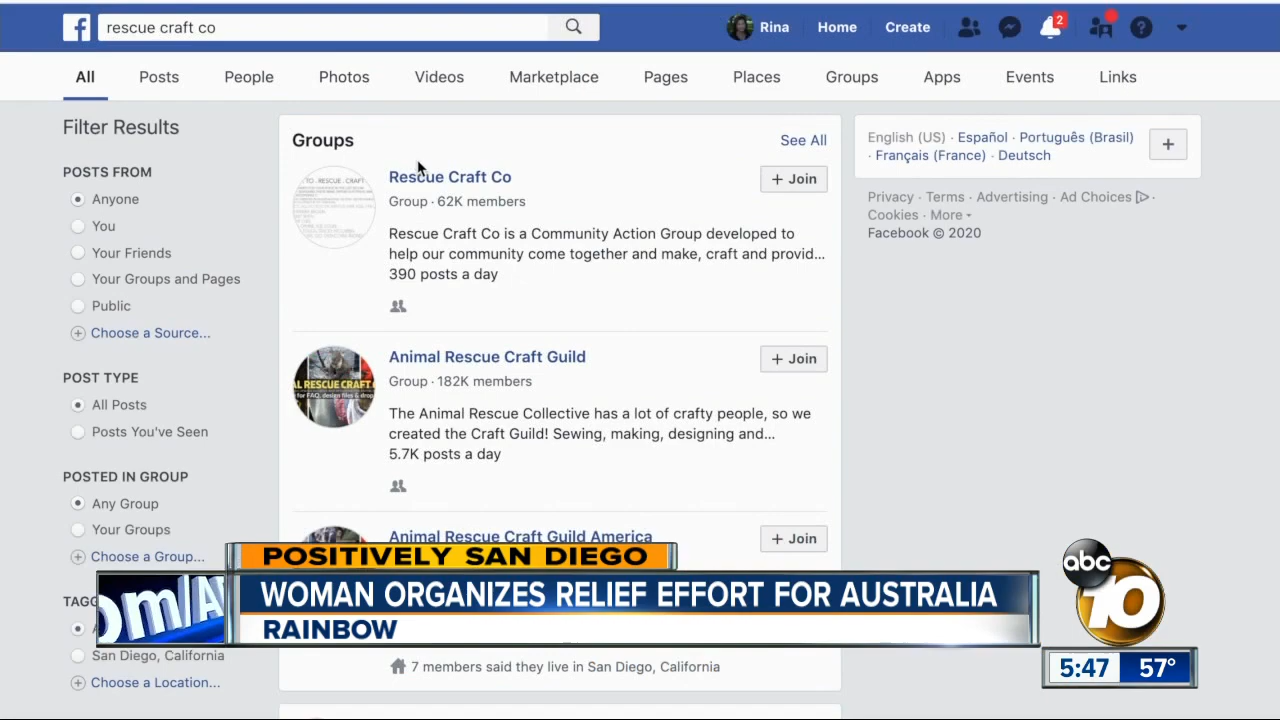 rescue craft co
Rina
Home
Create
2
?
All
Posts
People
Photos
Videos
Marketplace
Pages
Places
Groups
Apps
Events
Links
Filter Results
POSTS FROM
Anyone
You
Your Friends
Your Groups and Pages
Public
Choose a Source...
POST TYPE
All Posts
Posts You've Seen
POSTED IN GROUP
Any Group
Your Groups
Choose a Group...
TAGG
San Diego, California
Choose a Location...
Groups
See All
Rescue Craft Co
+ Join
Group · 62K members
Rescue Craft Co is a Community Action Group developed to
help our community come together and make, craft and provid...
390 posts a day
Animal Rescue Craft Guild
+ Join
Group · 182K members
The Animal Rescue Collective has a lot of crafty people, so we
created the Craft Guild! Sewing, making, designing and...
5.7K posts a day
Animal Rescue Craft Guild America
+ Join
7 members said they live in San Diego, California
English (US) · Español · Português (Brasil)
· Français (France) · Deutsch
+
Privacy · Terms · Advertising · Ad Choices ·
Cookies · More
Facebook © 2020
POSITIVELY SAN DIEGO
WOMAN ORGANIZES RELIEF EFFORT FOR AUSTRALIA
RAINBOW
abc
10
5:47 57°